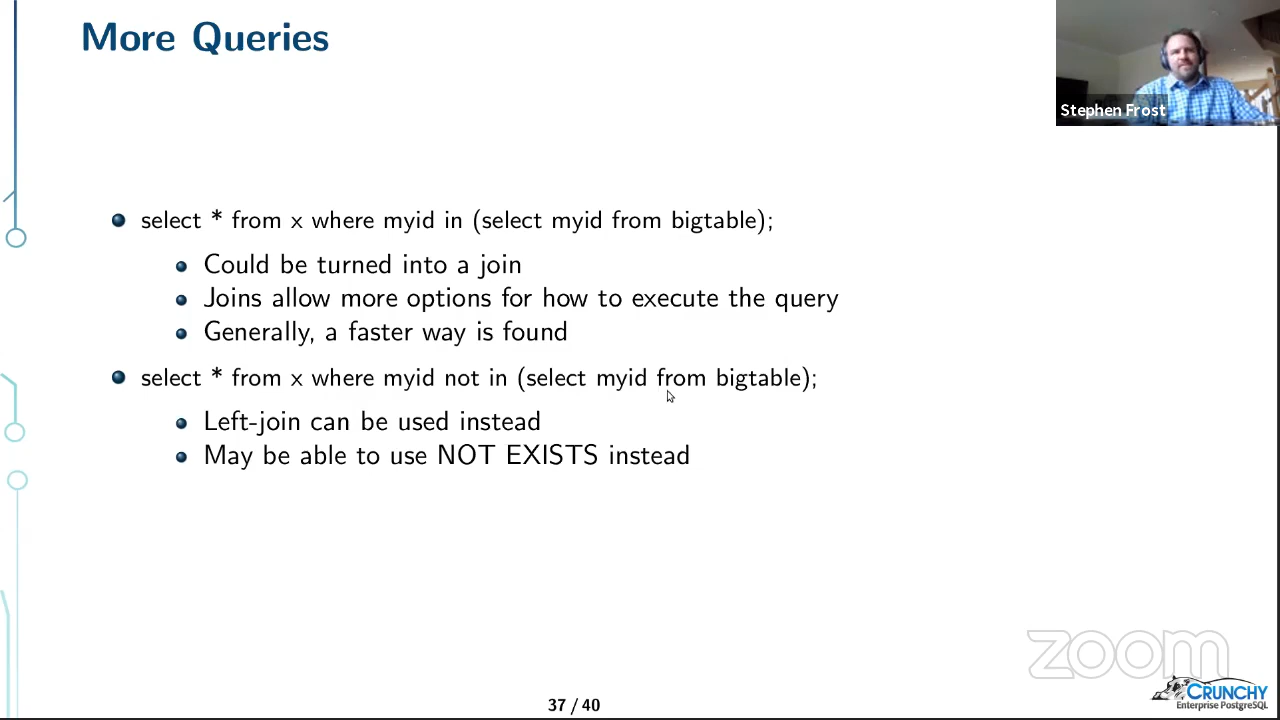 More Queries
Stephen Frost
select * from x where myid in (select myid from bigtable);
Could be turned into a join
Joins allow more options for how to execute the query
Generally, a faster way is found
select * from x where myid not in (select myid from bigtable);
Left-join can be used instead
May be able to use NOT EXISTS instead
zoom
CRUNCHY
Enterprise PostgreSQL
37 / 40